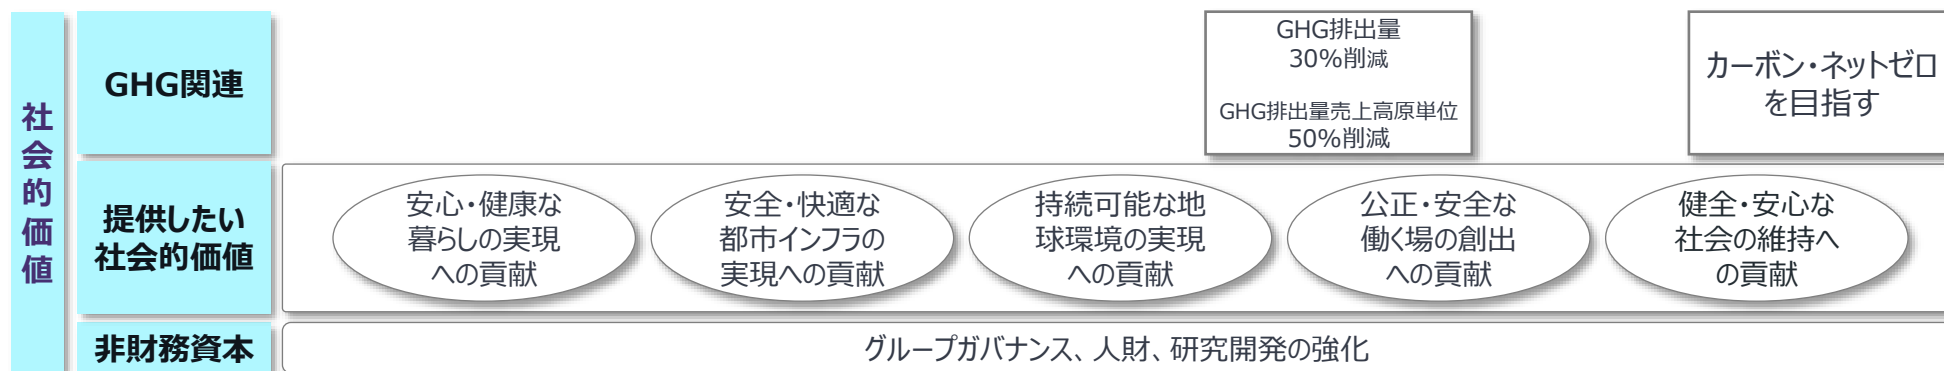 社会的価値
GHG関連
GHG排出量
30%削減
GHG排出量売上高原単位
50%削減
カーボン・ネットゼロ
を目指す
提供したい
社会的価値
安心・健康な
暮らしの実現
への貢献
安全・快適な
都市インフラの
実現への貢献
持続可能な地
球環境の実現
への貢献
公正・安全な
働く場の創出
への貢献
健全・安心な
社会の維持へ
の貢献
非財務資本
グループガバナンス、人財、研究開発の強化